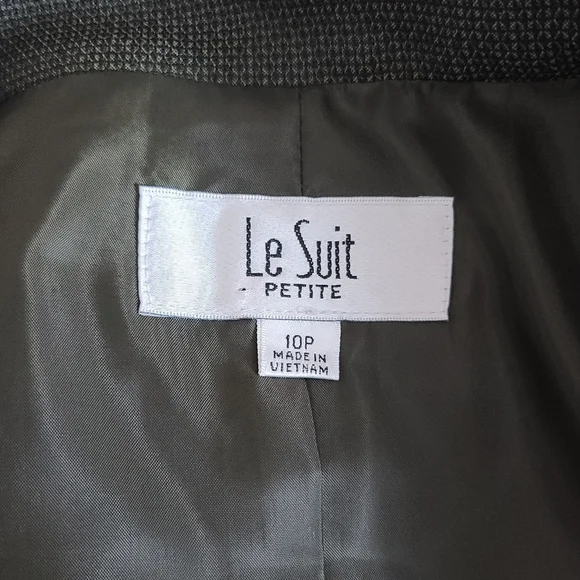 Le Suit
PETITE
10P
MADE IN
VIETNAM